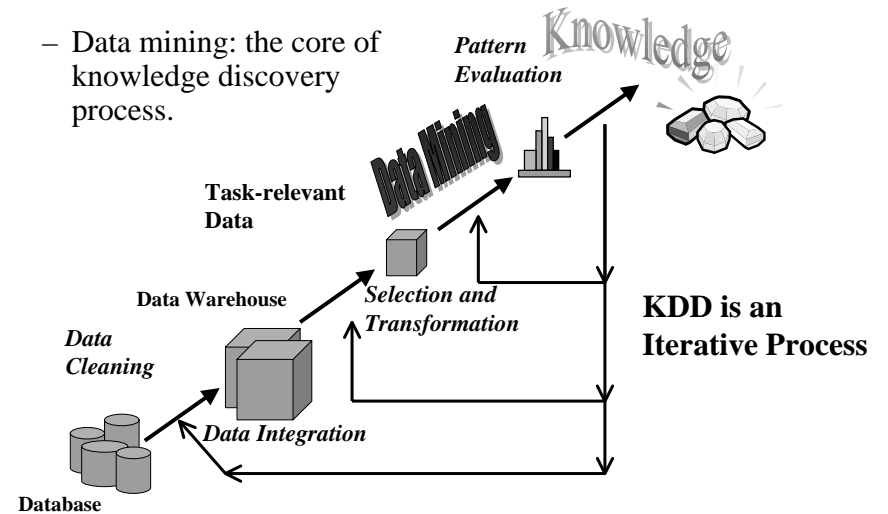 – Data mining: the core of
knowledge discovery
process.
Pattern
Evaluation
Knowledge
Data Mining
Task-relevant
Data
Data Warehouse
Selection and
Transformation
KDD is an
Iterative Process
Data
Cleaning
Data Integration
Database